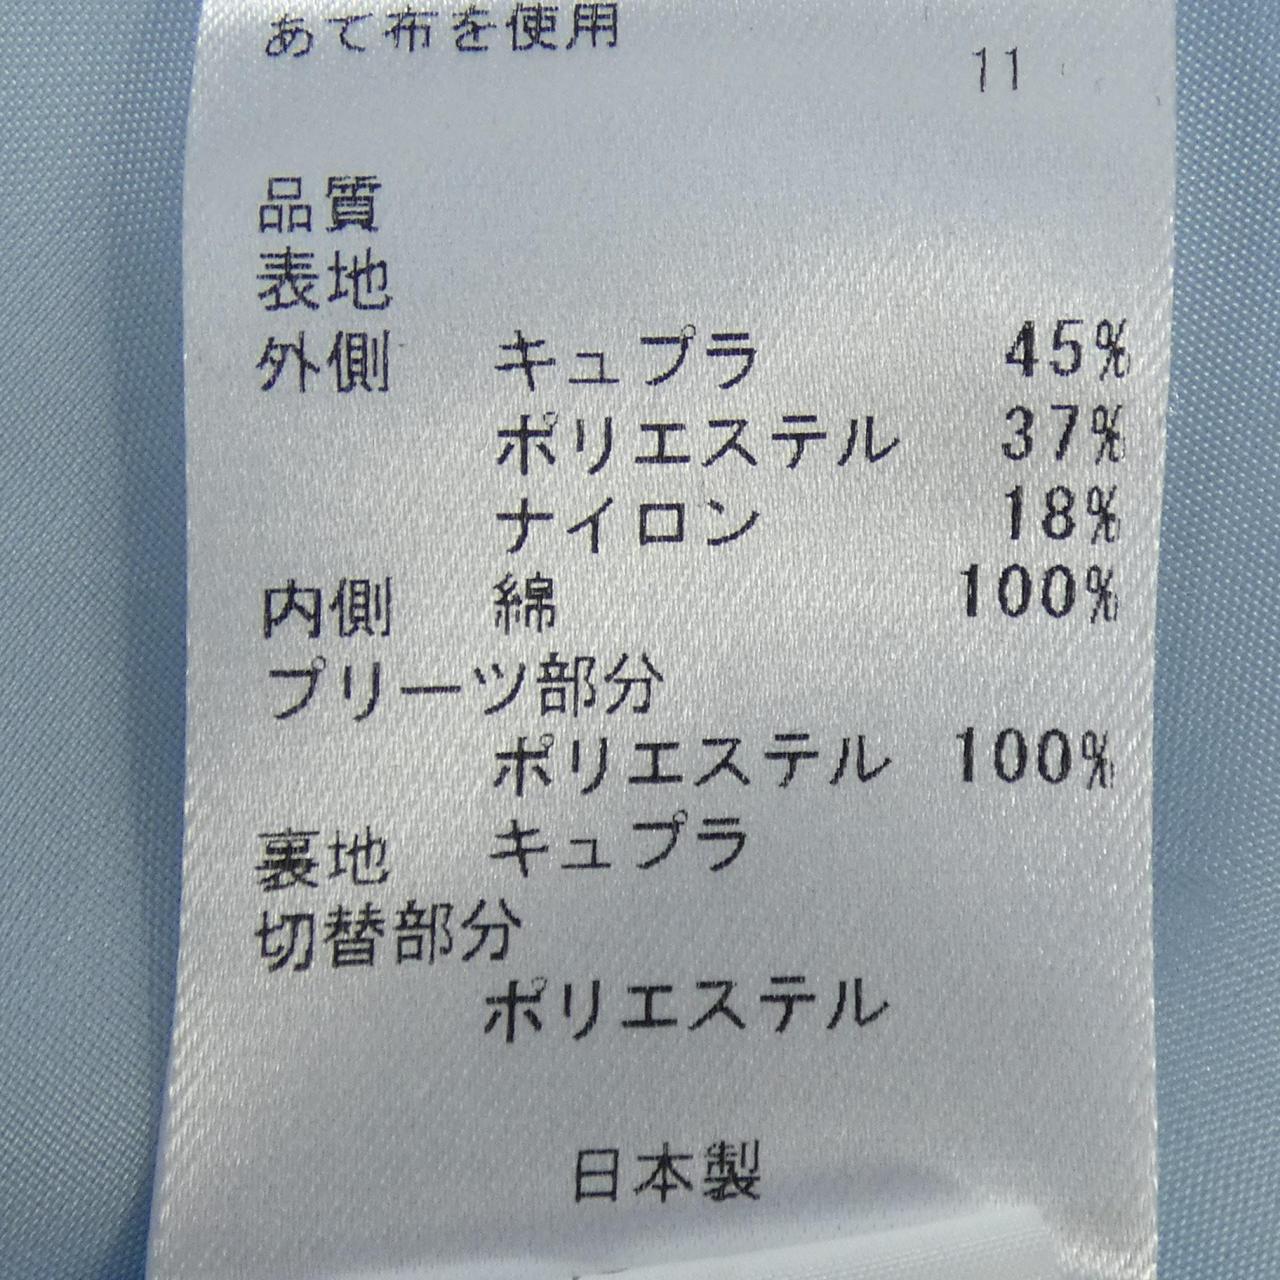 あて布を使用
11
品質
表地
外側 キュプラ 45%
ポリエステル 37%
ナイロン 18%
内側 綿 100%
プリーツ部分
ポリエステル 100%
裏地 キュプラ
切替部分
ポリエステル
日本製